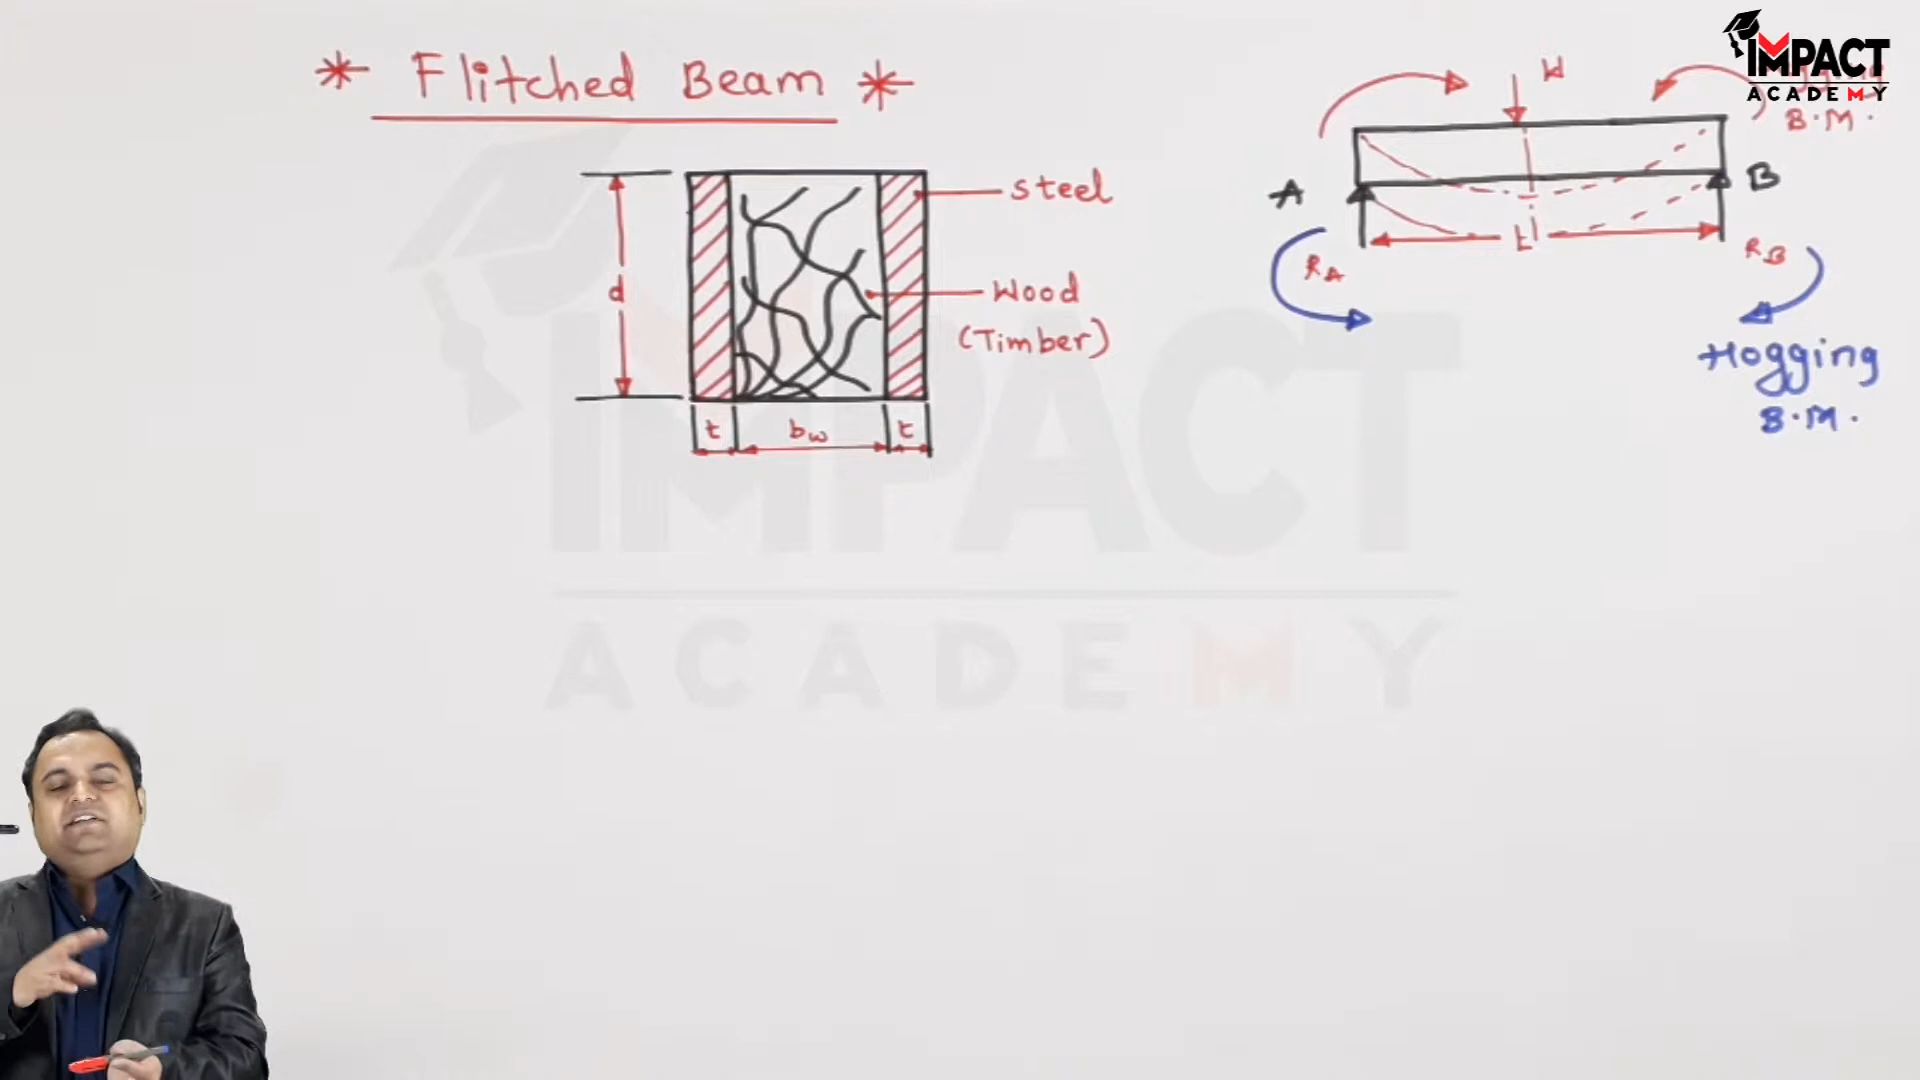 * Flitched Beam *
steel
Wood
(Timber)
d
t bw t
W
A
B
RA
L
RB
B.M.
Hogging
B.M.
IMPACT
ACADEMY
IMPACT
ACADEMY